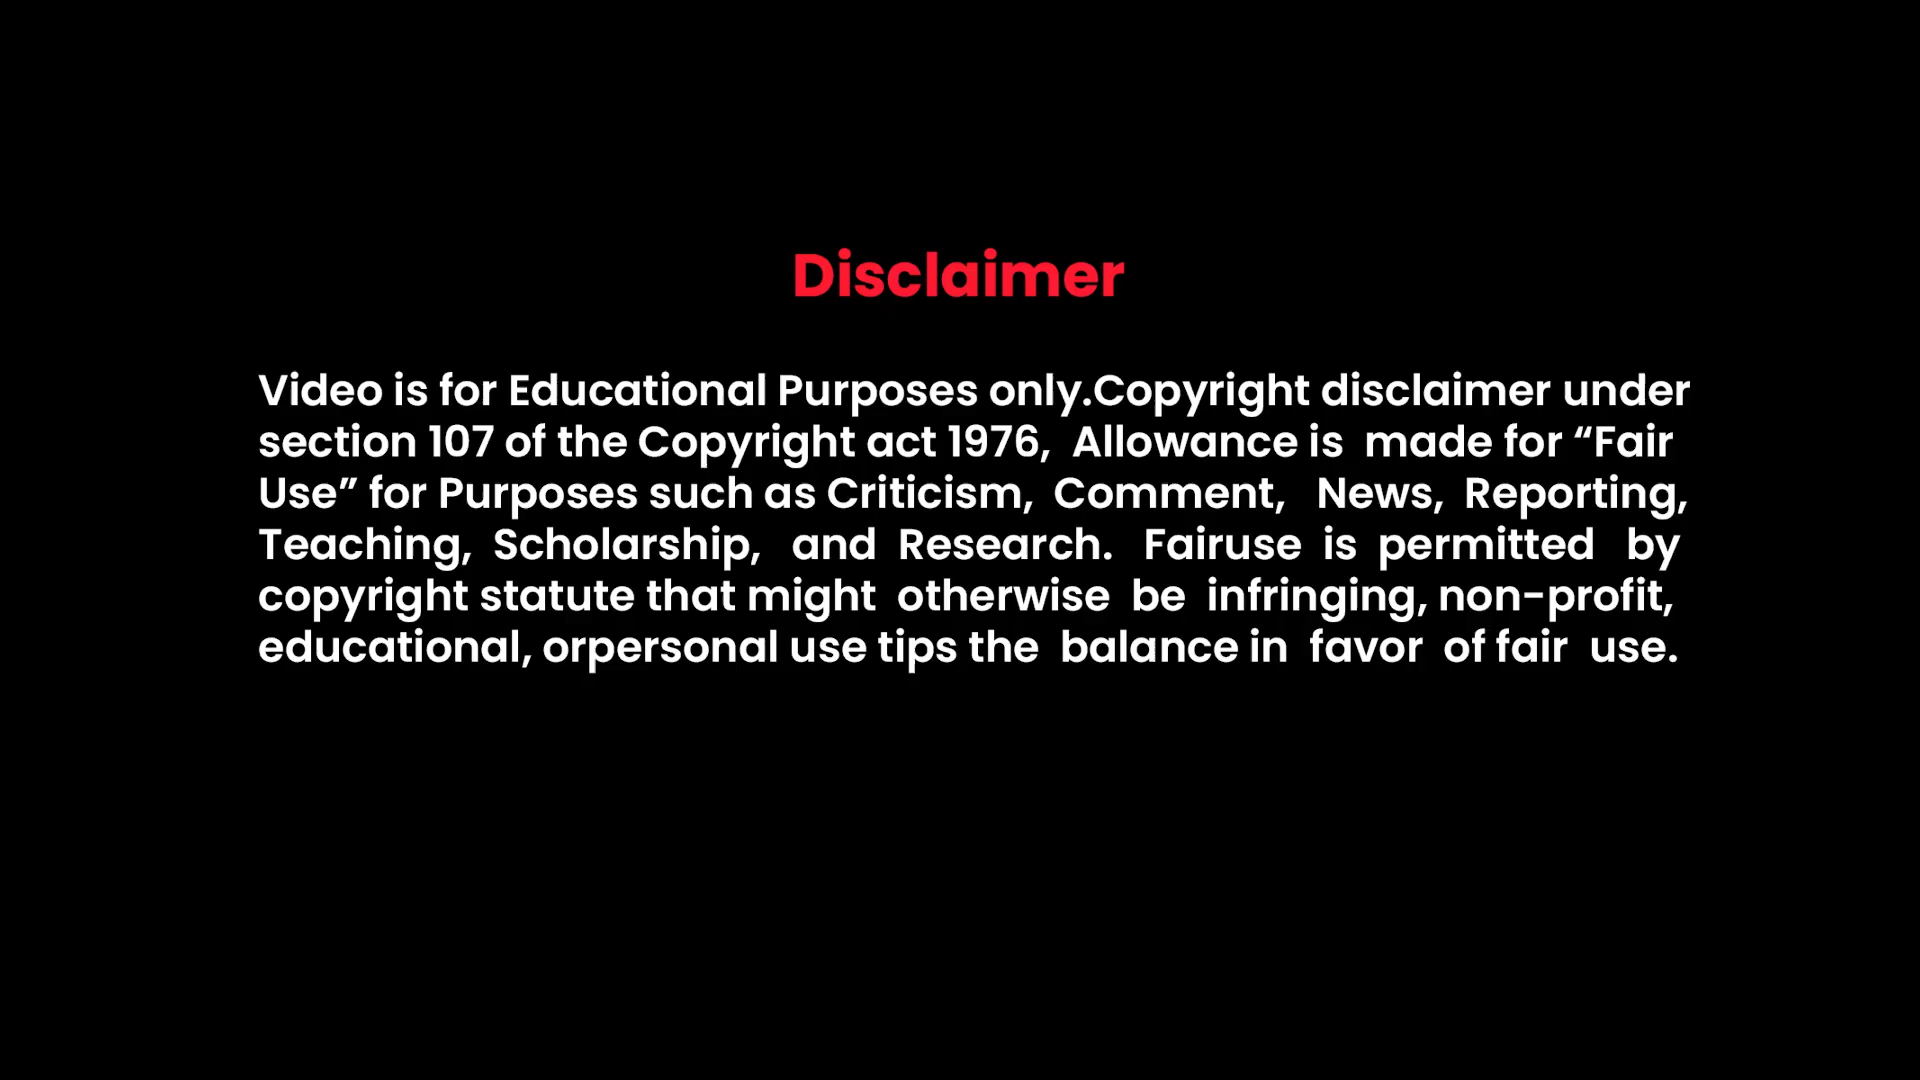 Disclaimer
Video is for Educational Purposes only.Copyright disclaimer under
section 107 of the Copyright act 1976, Allowance is made for “Fair
Use” for Purposes such as Criticism, Comment, News, Reporting,
Teaching, Scholarship, and Research. Fairuse is permitted by
copyright statute that might otherwise be infringing, non-profit,
educational, orpersonal use tips the balance in favor of fair use.